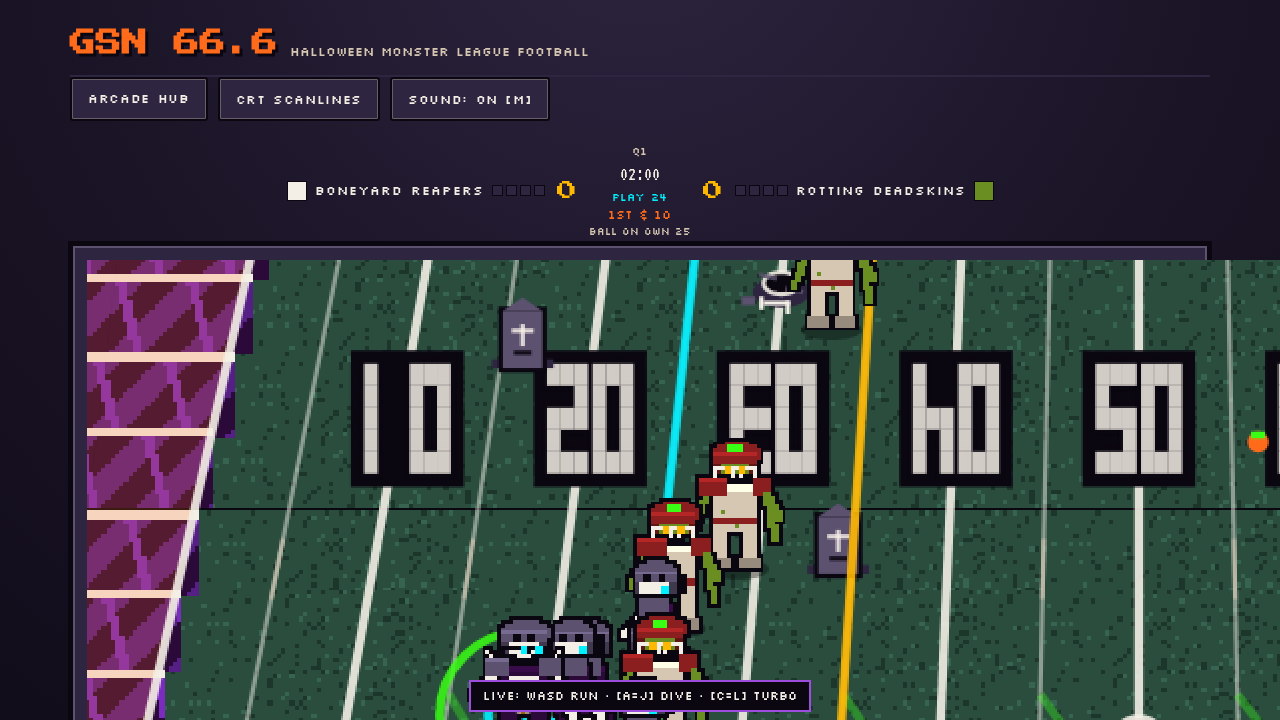 GSN 66.6 HALLOWEEN MONSTER LEAGUE FOOTBALL
ARCADE HUB CRT SCANLINES SOUND: ON [M]
Q1
02:00
BONEYARD REAPERS 0 0 ROTTING DEADSKINS
PLAY 24
1ST & 10
BALL ON OWN 25
10 20 50
LIVE: WASD RUN · [A=J] DIVE · [C=L] TURBO